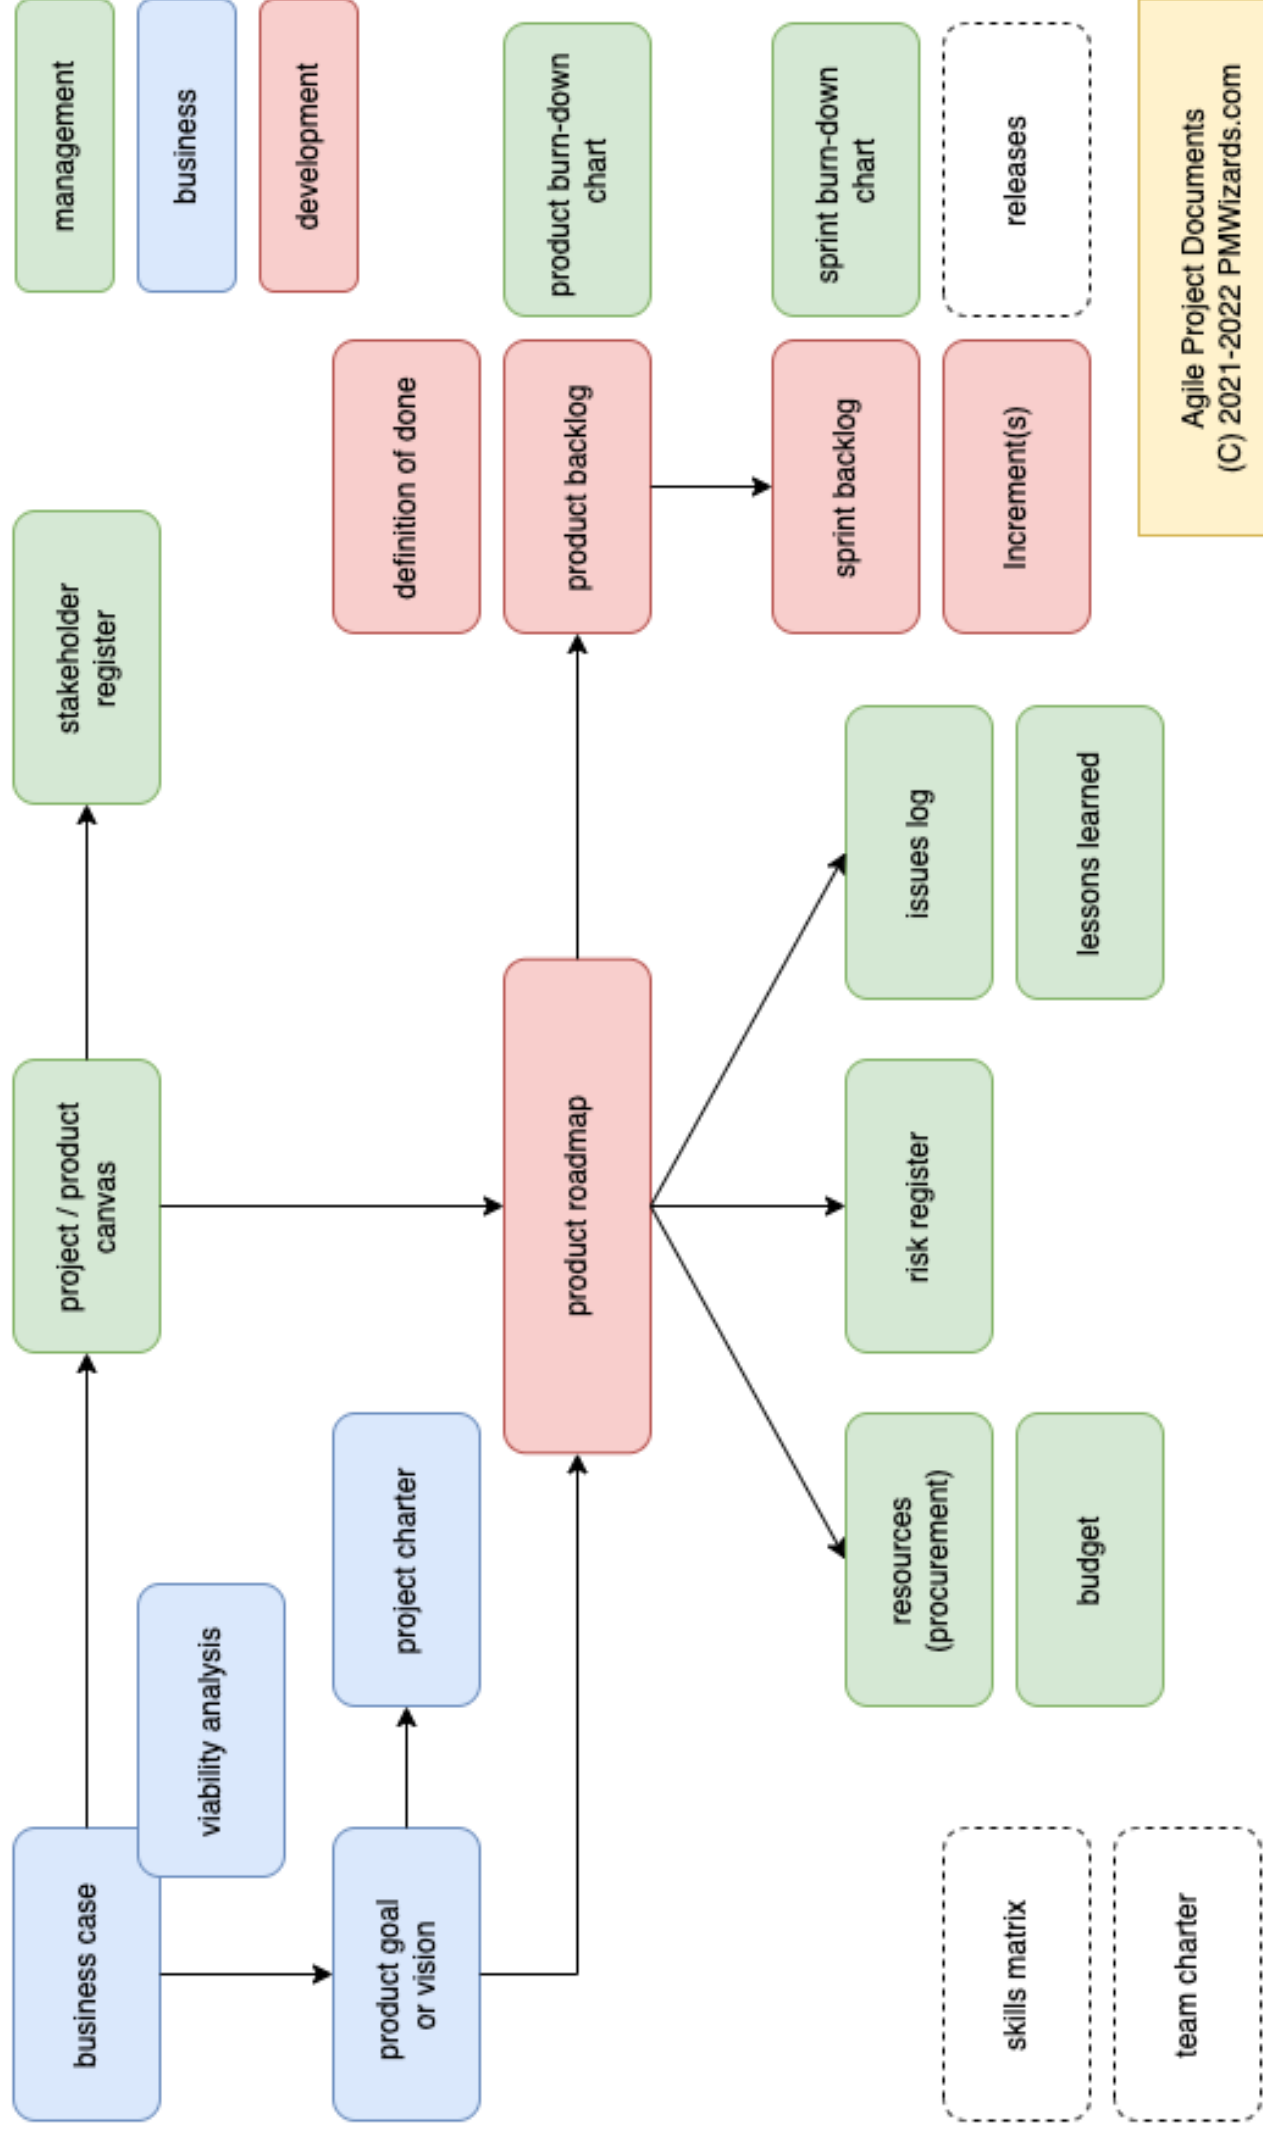 business case
viability analysis
project / product
canvas
stakeholder
register
management
business
development
product goal
or vision
project charter
definition of done
product roadmap
product backlog
product burn-down
chart
sprint backlog
sprint burn-down
chart
resources
(procurement)
risk register
issues log
Increment(s)
releases
skills matrix
budget
lessons learned
team charter
Agile Project Documents
(C) 2021-2022 PMWizards.com